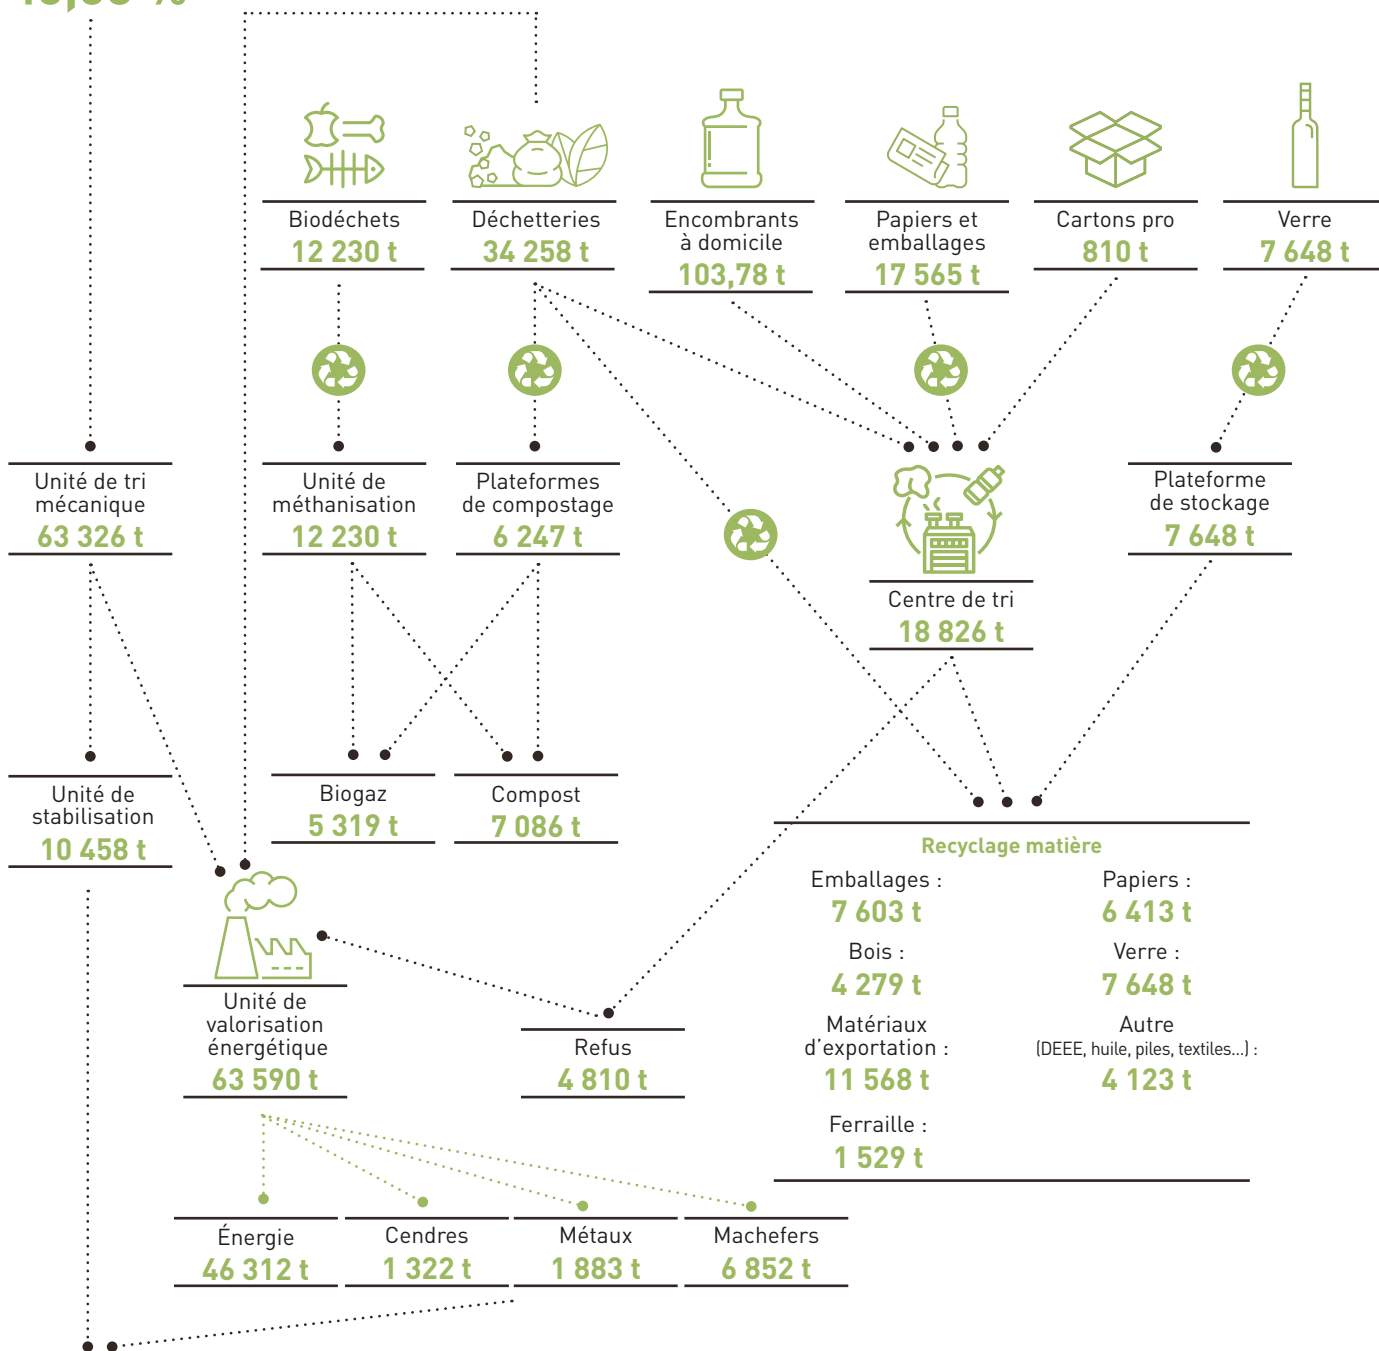 Biodéchets
12 230 t
Déchetteries
34 258 t
Encombrants
à domicile
103,78 t
Papiers et
emballages
17 565 t
Cartons pro
810 t
Verre
7 648 t
Unité de tri
mécanique
63 326 t
Unité de
méthanisation
12 230 t
Plateformes
de compostage
6 247 t
Centre de tri
18 826 t
Plateforme
de stockage
7 648 t
Unité de
stabilisation
10 458 t
Biogaz
5 319 t
Compost
7 086 t
Recyclage matière
Emballages :
7 603 t
Papiers :
6 413 t
Bois :
4 279 t
Verre :
7 648 t
Matériaux
d'exportation :
11 568 t
Autre
(DEEE, huile, piles, textiles...) :
4 123 t
Ferraille :
1 529 t
Unité de
valorisation
énergétique
63 590 t
Refus
4 810 t
Énergie
46 312 t
Cendres
1 322 t
Métaux
1 883 t
Machefers
6 852 t